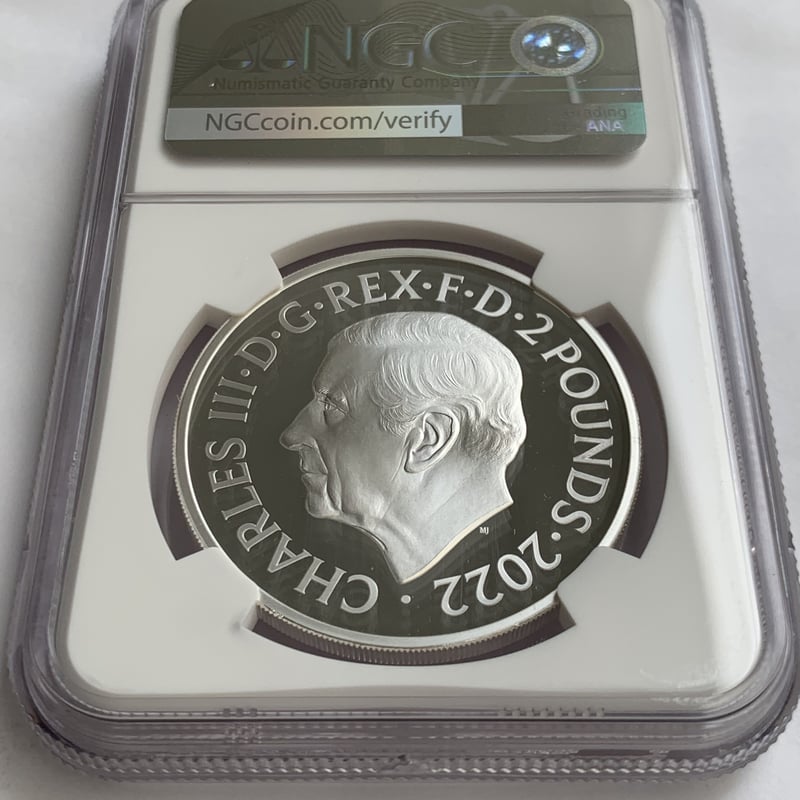 NGC
Numismatic Guaranty Company
NGCcoin.com/verify
ANA
CHARLES III·D·G·REX·F·D·2 POUNDS·2022·
MJ